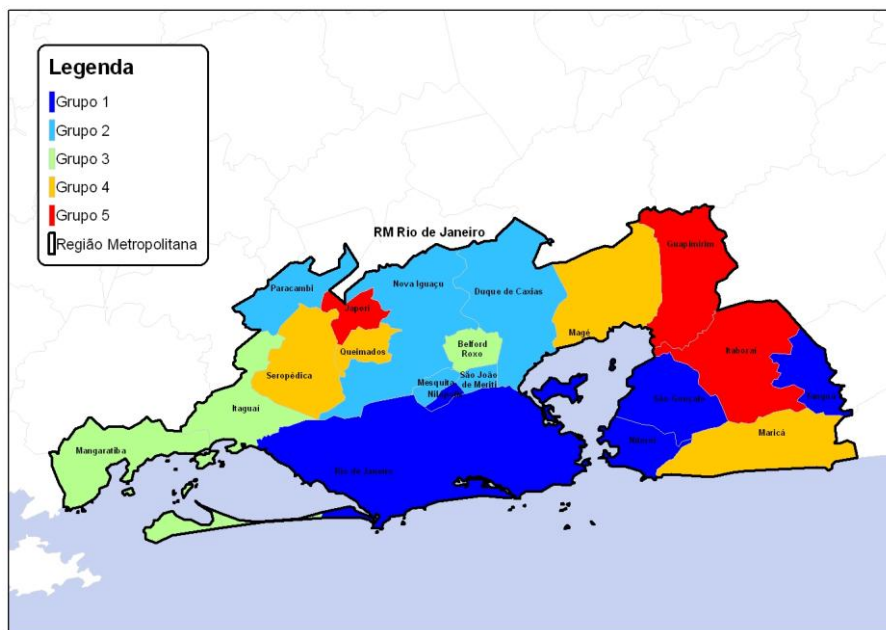 Legenda
Grupo 1
Grupo 2
Grupo 3
Grupo 4
Grupo 5
Região Metropolitana
RM Rio de Janeiro
Guapimirim
Paracambi
Nova Iguaçu
Duque de Caxias
Japeri
Magé
Belford
Roxo
Queimados
Itaboraí
Seropédica
Mesquita
São João
de Meriti
Nilópolis
São Gonçalo
Tanguá
Itaguaí
Maricá
Niterói
Mangaratiba
Rio de Janeiro